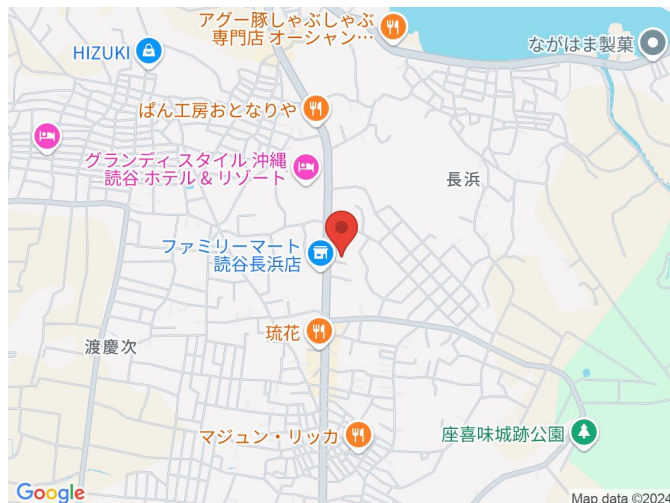 アグー豚しゃぶしゃぶ
専門店 オーシャン…
HIZUKI
ながはま製菓
ぱん工房おとなりや
グランディ スタイル 沖縄
読谷 ホテル & リゾート
長浜
ファミリーマート
読谷長浜店
琉花
渡慶次
マジュン・リッカ
座喜味城跡公園
Google
Map data ©2024